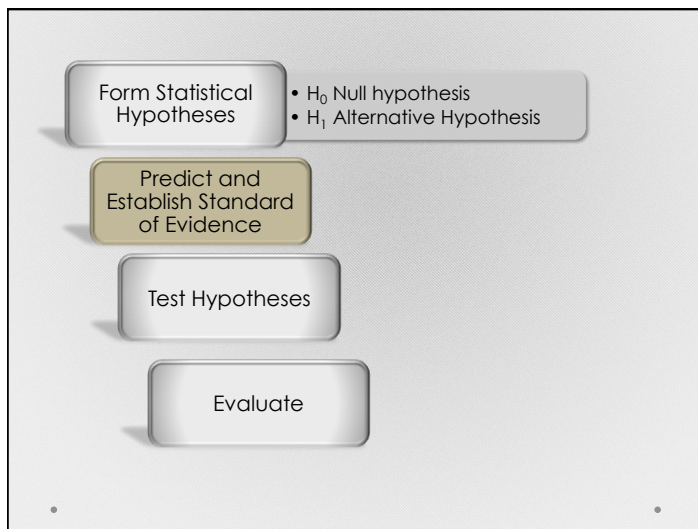 Form Statistical
Hypotheses
• H₀ Null hypothesis
• H₁ Alternative Hypothesis
Predict and
Establish Standard
of Evidence
Test Hypotheses
Evaluate